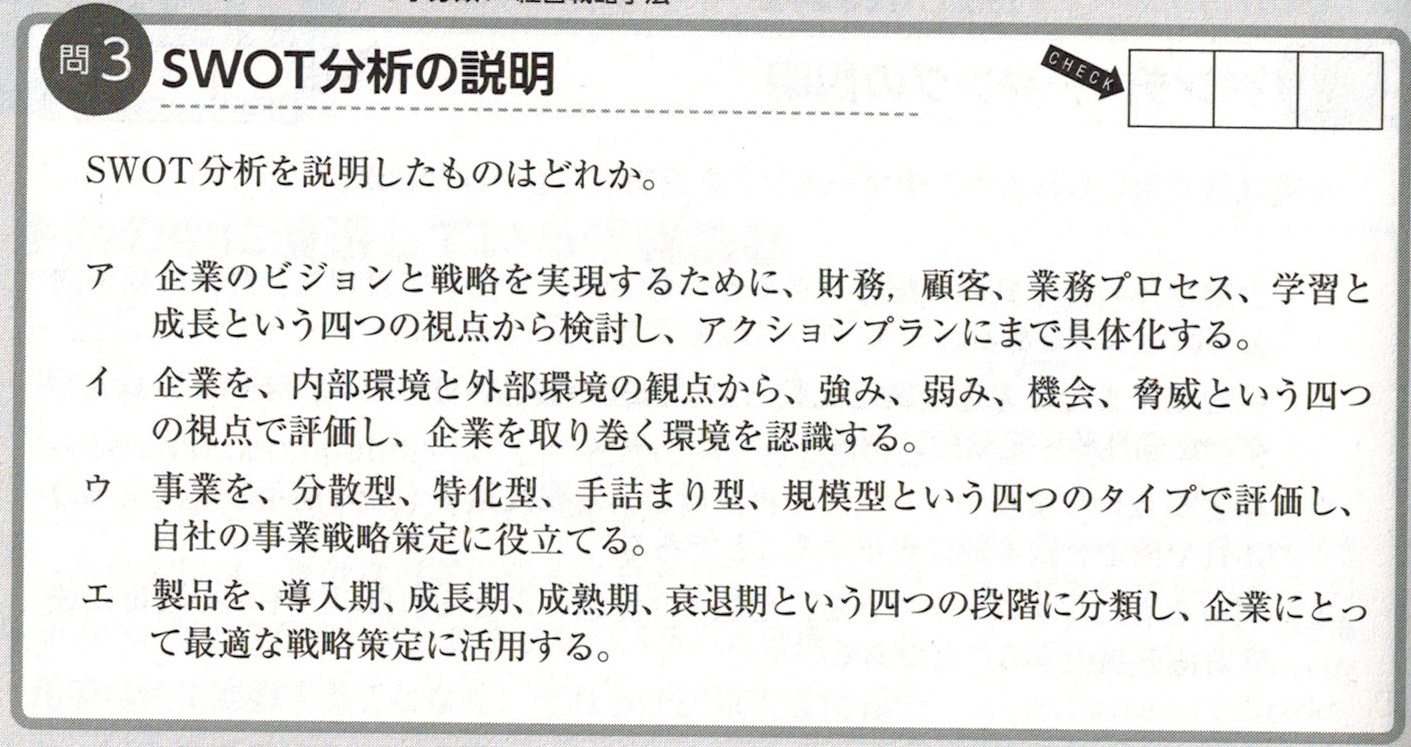 問3 SWOT分析の説明
CHECK
SWOT分析を説明したものはどれか。
ア 企業のビジョンと戦略を実現するために、財務, 顧客、業務プロセス、学習と
成長という四つの視点から検討し、アクションプランにまで具体化する。
イ 企業を、内部環境と外部環境の観点から、強み、弱み、機会、脅威という四つ
の視点で評価し、企業を取り巻く環境を認識する。
ウ 事業を、分散型、特化型、手詰まり型、規模型という四つのタイプで評価し、
自社の事業戦略策定に役立てる。
エ 製品を、導入期、成長期、成熟期、衰退期という四つの段階に分類し、企業にとっ
て最適な戦略策定に活用する。